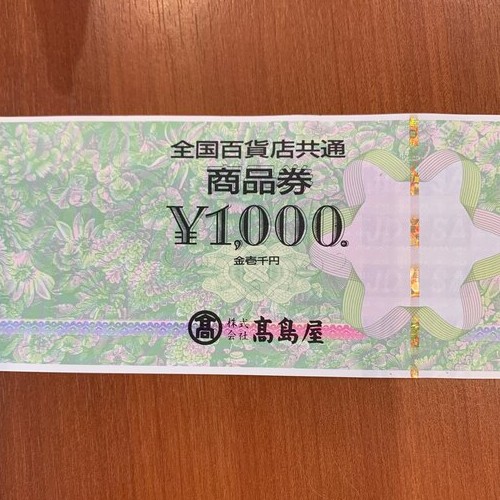 全国百貨店共通
商品券
¥1,000.
金壱千円
髙 株式会社 髙島屋